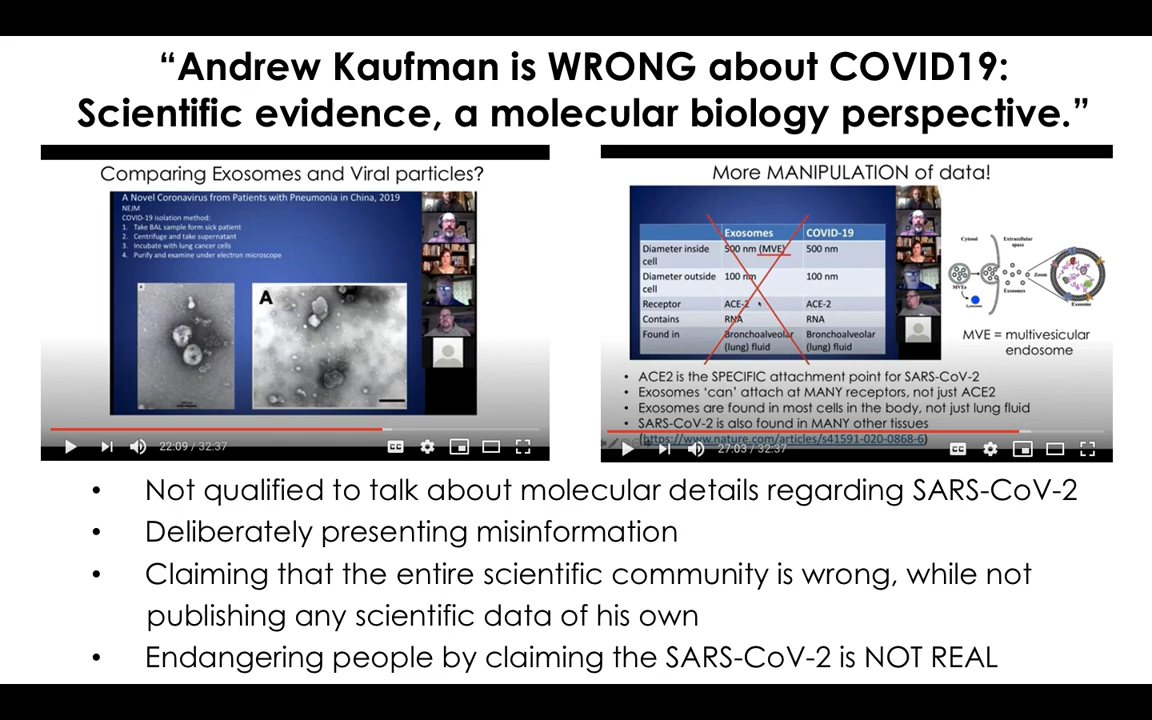 “Andrew Kaufman is WRONG about COVID19:
Scientific evidence, a molecular biology perspective.”
Comparing Exosomes and Viral particles?
A Novel Coronavirus from Patients with Pneumonia in China, 2019
NEJM
COVID-19 isolation method:
1. Take BAL sample form sick patient
2. Centrifuge and take supernatant
3. Incubate with lung cancer cells
4. Purify and examine under electron microscope
A
22:09 / 32:37
CC
More MANIPULATION of data!
Exosomes COVID-19
Diameter inside cell 500 nm (MVE) 500 nm
Diameter outside cell 100 nm 100 nm
Receptor ACE-2 ACE-2
Contains RNA RNA
Found in Bronchoalveolar (lung) fluid Bronchoalveolar (lung) fluid
Cytosol Extracellular space
MVEs Exosomes Zoom
Lysosome Exosome
MVE = multivesicular
endosome
• ACE2 is the SPECIFIC attachment point for SARS-CoV-2
• Exosomes ‘can’ attach at MANY receptors, not just ACE2
• Exosomes are found in most cells in the body, not just lung fluid
• SARS-CoV-2 is also found in MANY other tissues
(https://www.nature.com/articles/s41591-020-0868-6)
27:03 / 32:37
CC
• Not qualified to talk about molecular details regarding SARS-CoV-2
• Deliberately presenting misinformation
• Claiming that the entire scientific community is wrong, while not
publishing any scientific data of his own
• Endangering people by claiming the SARS-CoV-2 is NOT REAL